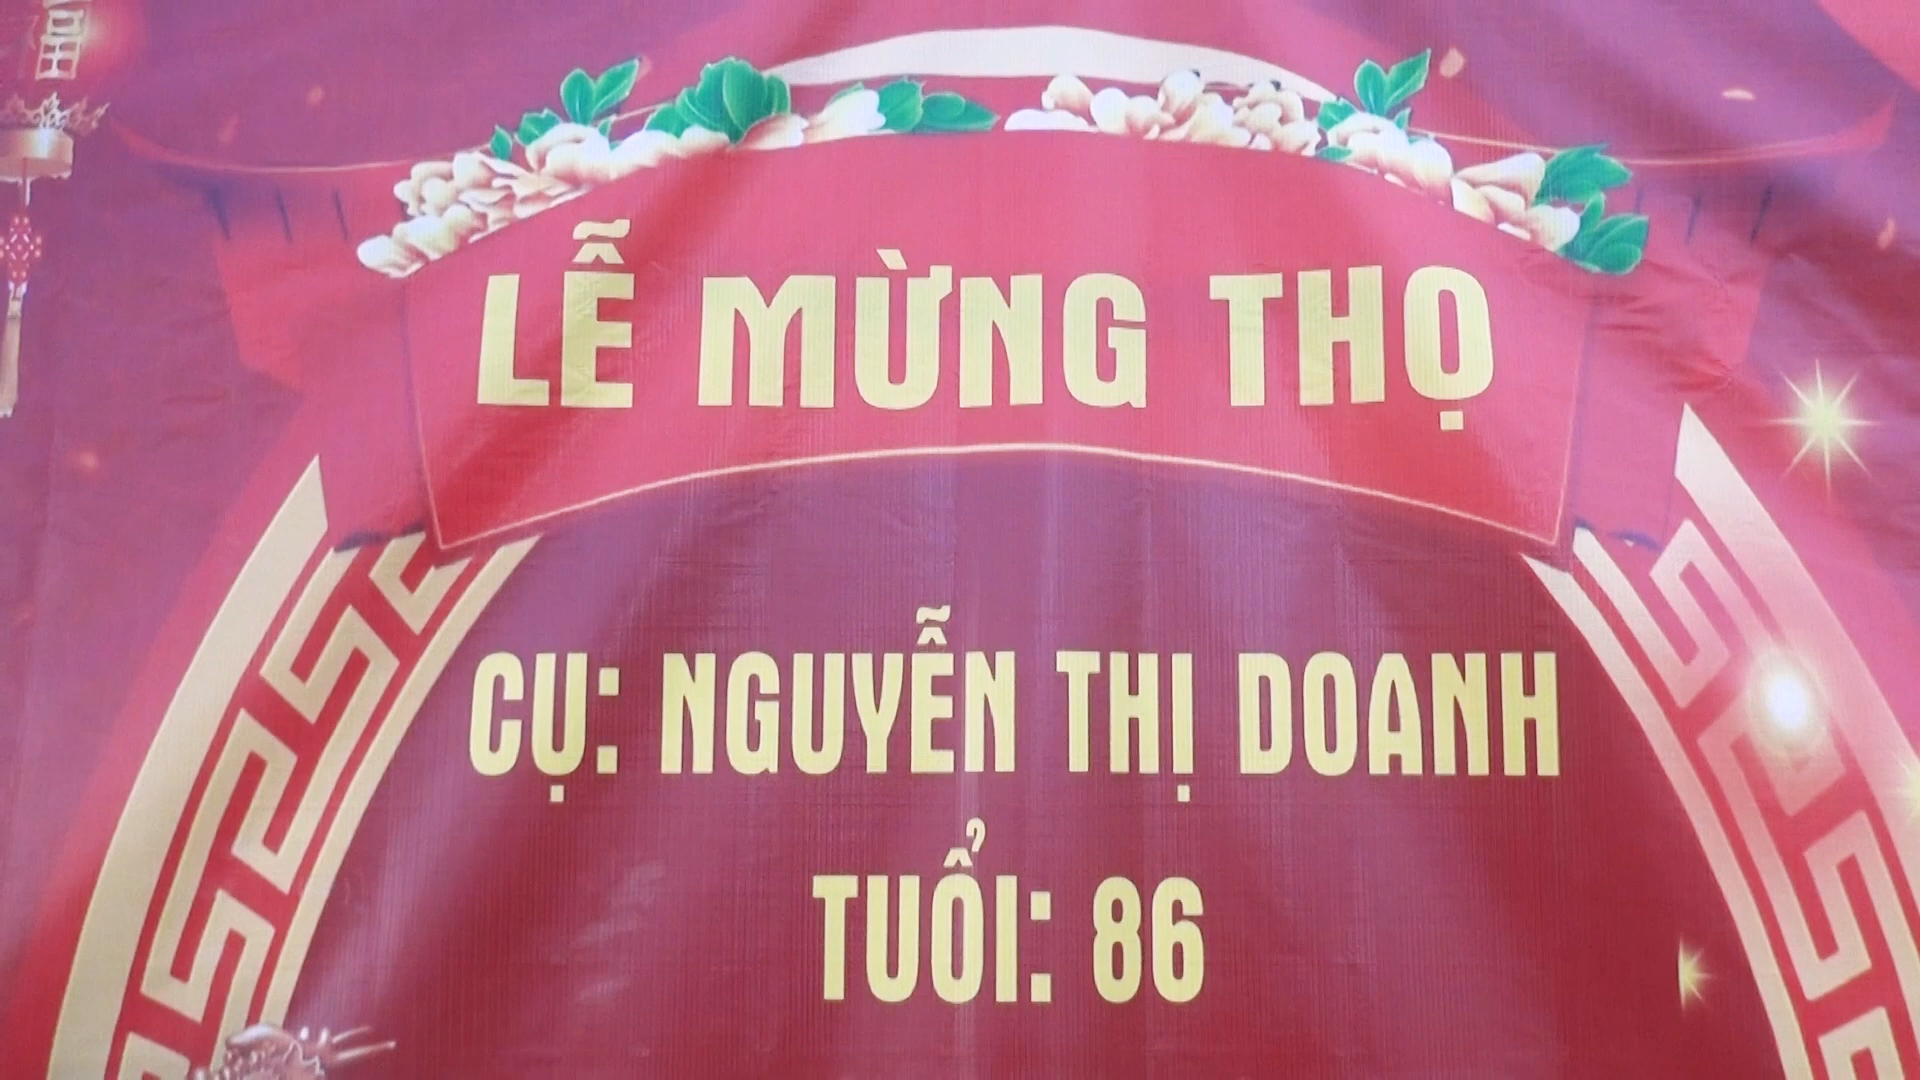 LỄ MỪNG THỌ
CỤ: NGUYỄN THỊ DOANH
TUỔI: 86